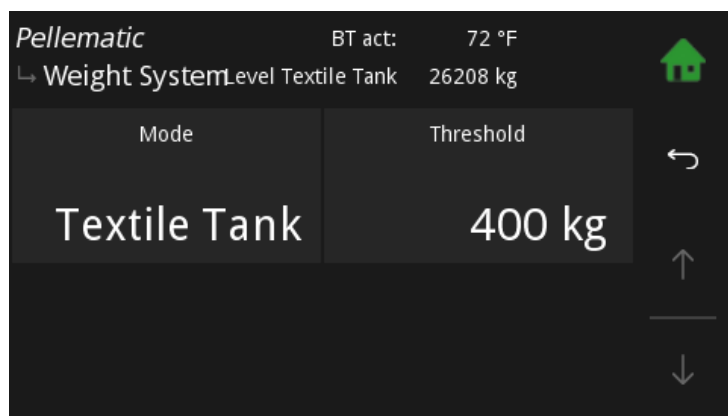 Pellematic BT act: 72 °F
↳ Weight System Level Textile Tank 26208 kg
Mode Threshold
Textile Tank 400 kg